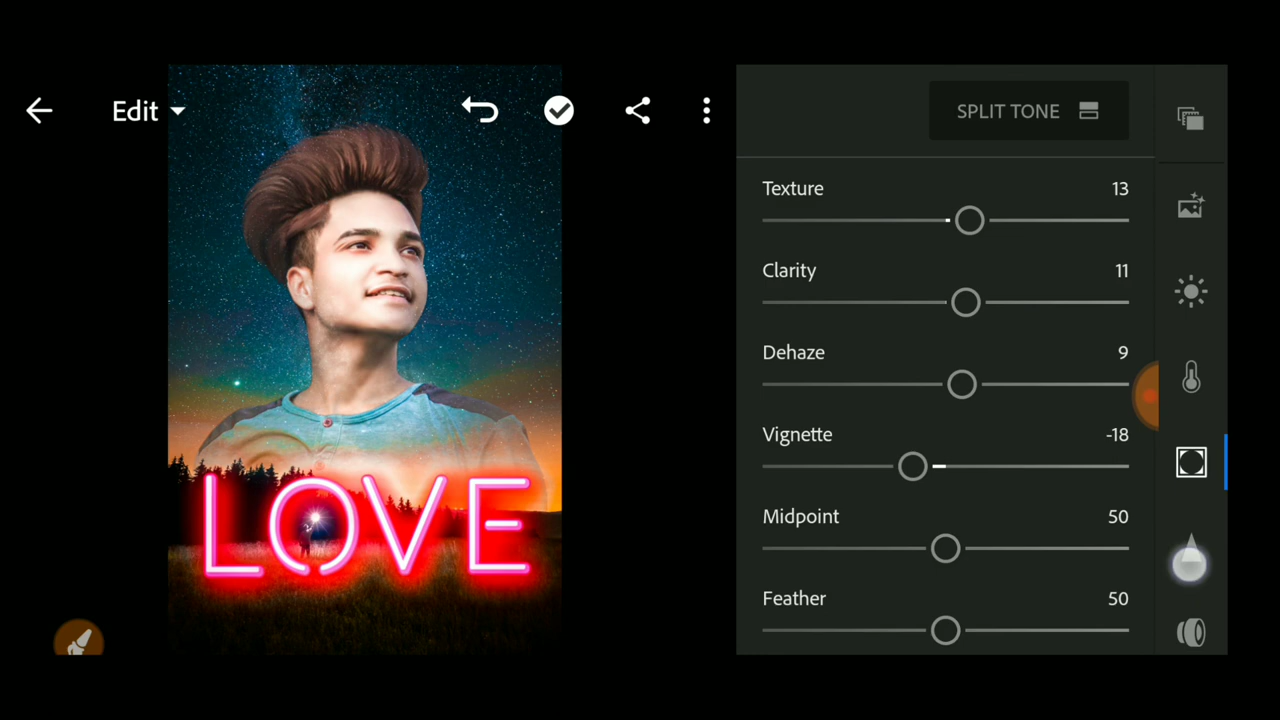 Edit
SPLIT TONE
Texture 13
Clarity 11
Dehaze 9
Vignette -18
Midpoint 50
Feather 50
LOVE